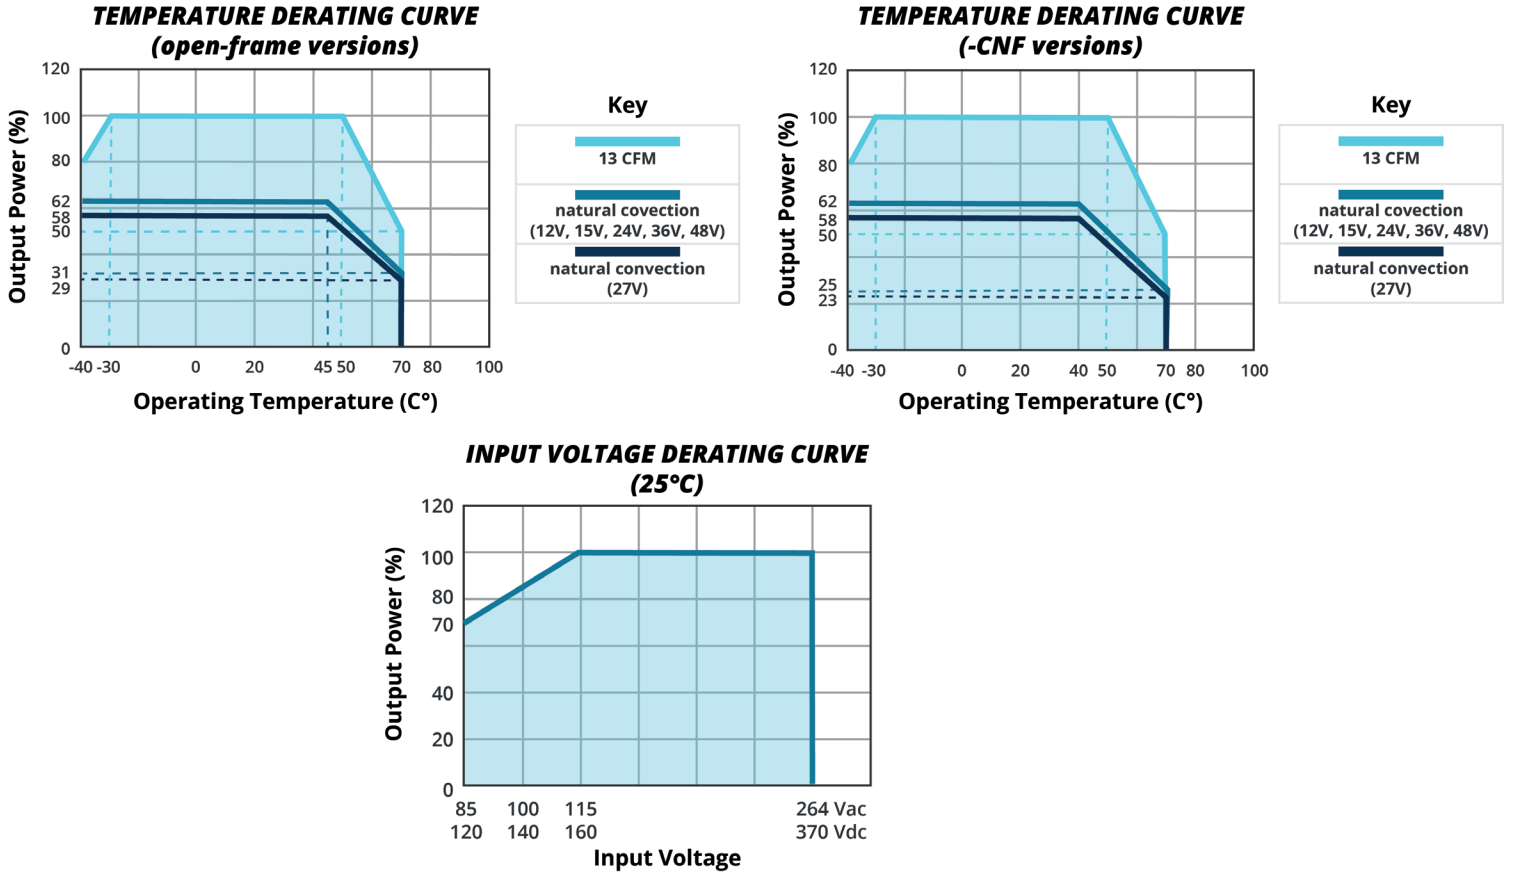 TEMPERATURE DERATING CURVE
(open-frame versions)
120
100
80
62
58
50
31
29
0
Output Power (%)
-40 -30 0 20 45 50 70 80 100
Operating Temperature (C°)
Key
13 CFM
natural covection
(12V, 15V, 24V, 36V, 48V)
natural convection
(27V)
TEMPERATURE DERATING CURVE
(-CNF versions)
120
100
80
62
58
50
25
23
0
Output Power (%)
-40 -30 0 20 40 50 70 80 100
Operating Temperature (C°)
Key
13 CFM
natural covection
(12V, 15V, 24V, 36V, 48V)
natural convection
(27V)
INPUT VOLTAGE DERATING CURVE
(25°C)
120
100
80
70
40
20
0
Output Power (%)
85 100 115 264 Vac
120 140 160 370 Vdc
Input Voltage